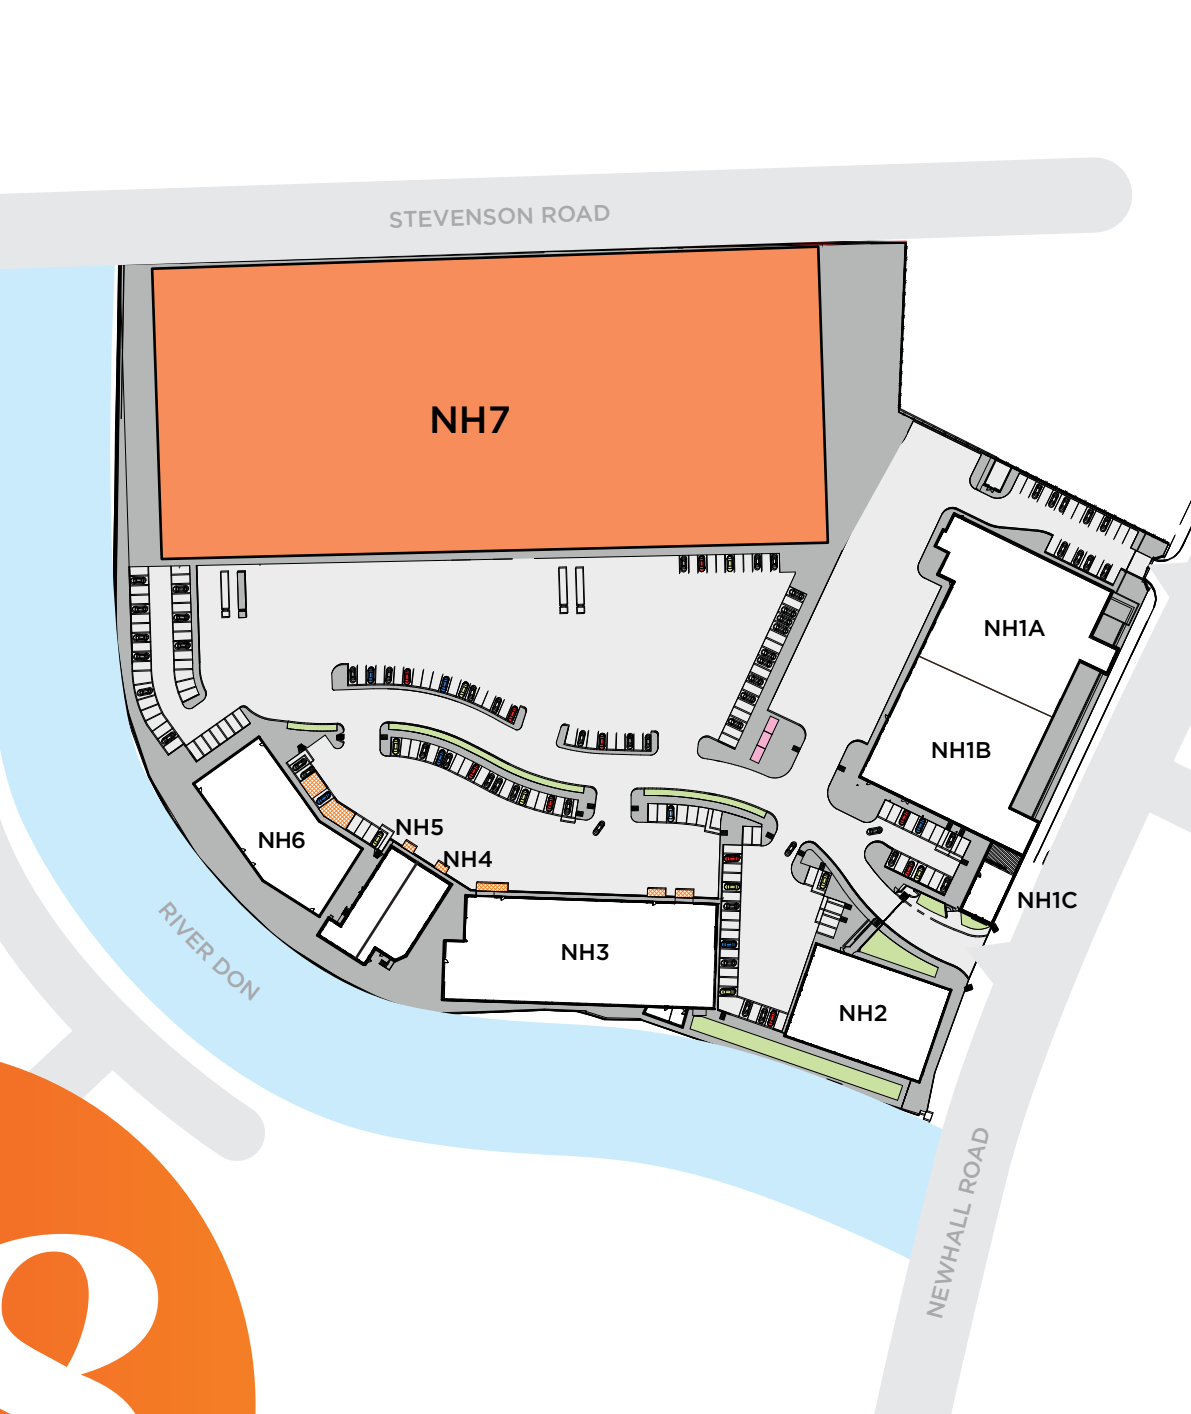 STEVENSON ROAD
NH7
NH1A
NH1B
NH5
NH6
NH4
NH1C
NH3
RIVER DON
NH2
NEWHALL ROAD
&